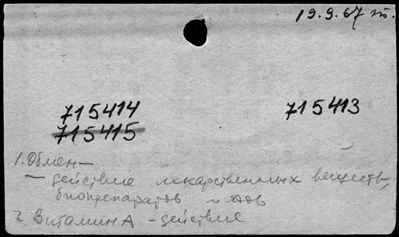 19.9.67 т.
715414 715413
715415
1. Обмен —
— действие лекарственных веществ,
биопрепаратов и ядов
2. Витамин А - действие